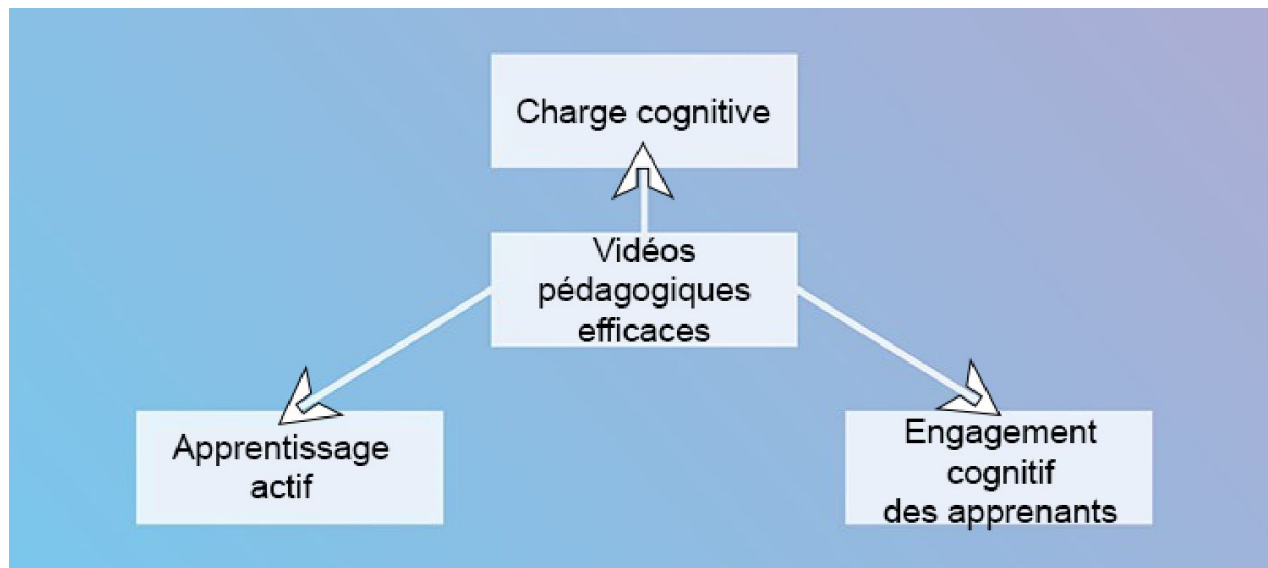 Charge cognitive
Vidéos
pédagogiques
efficaces
Apprentissage
actif
Engagement
cognitif
des apprenants